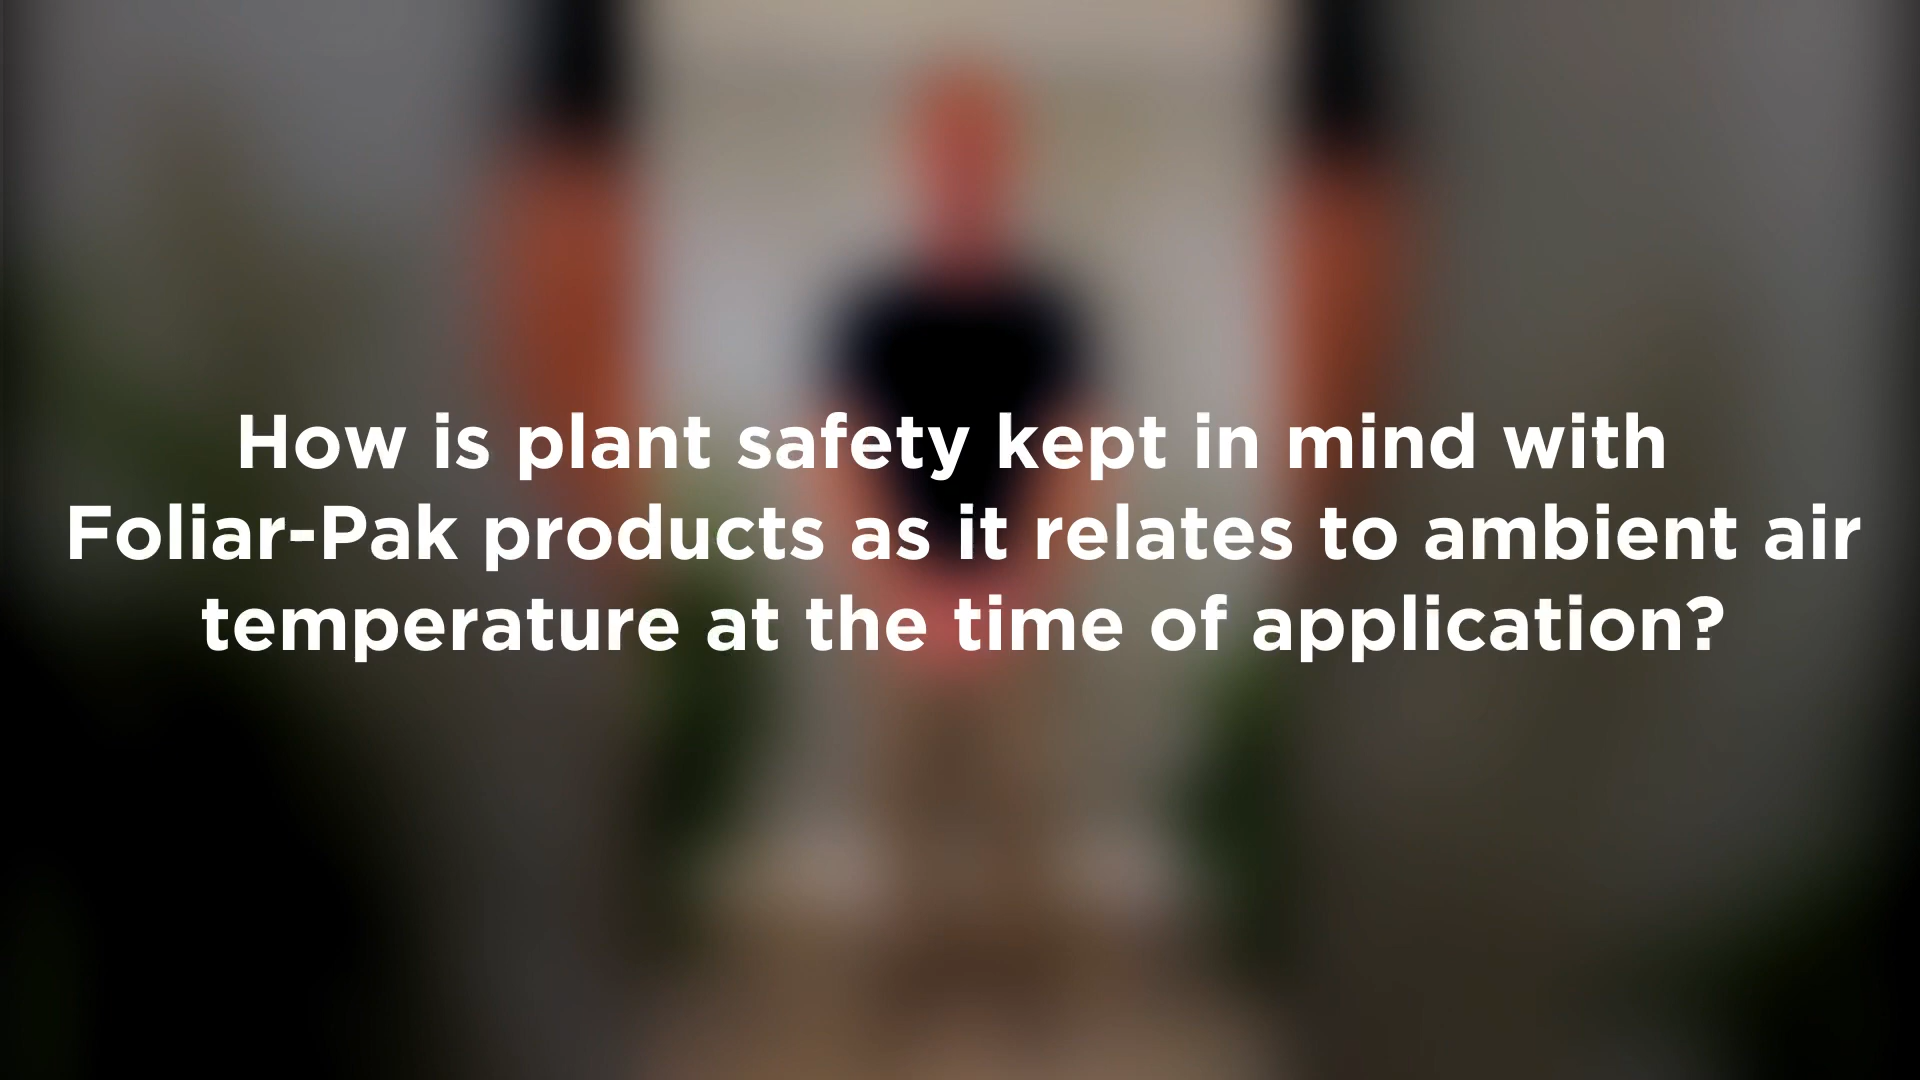 How is plant safety kept in mind with
Foliar-Pak products as it relates to ambient air
temperature at the time of application?